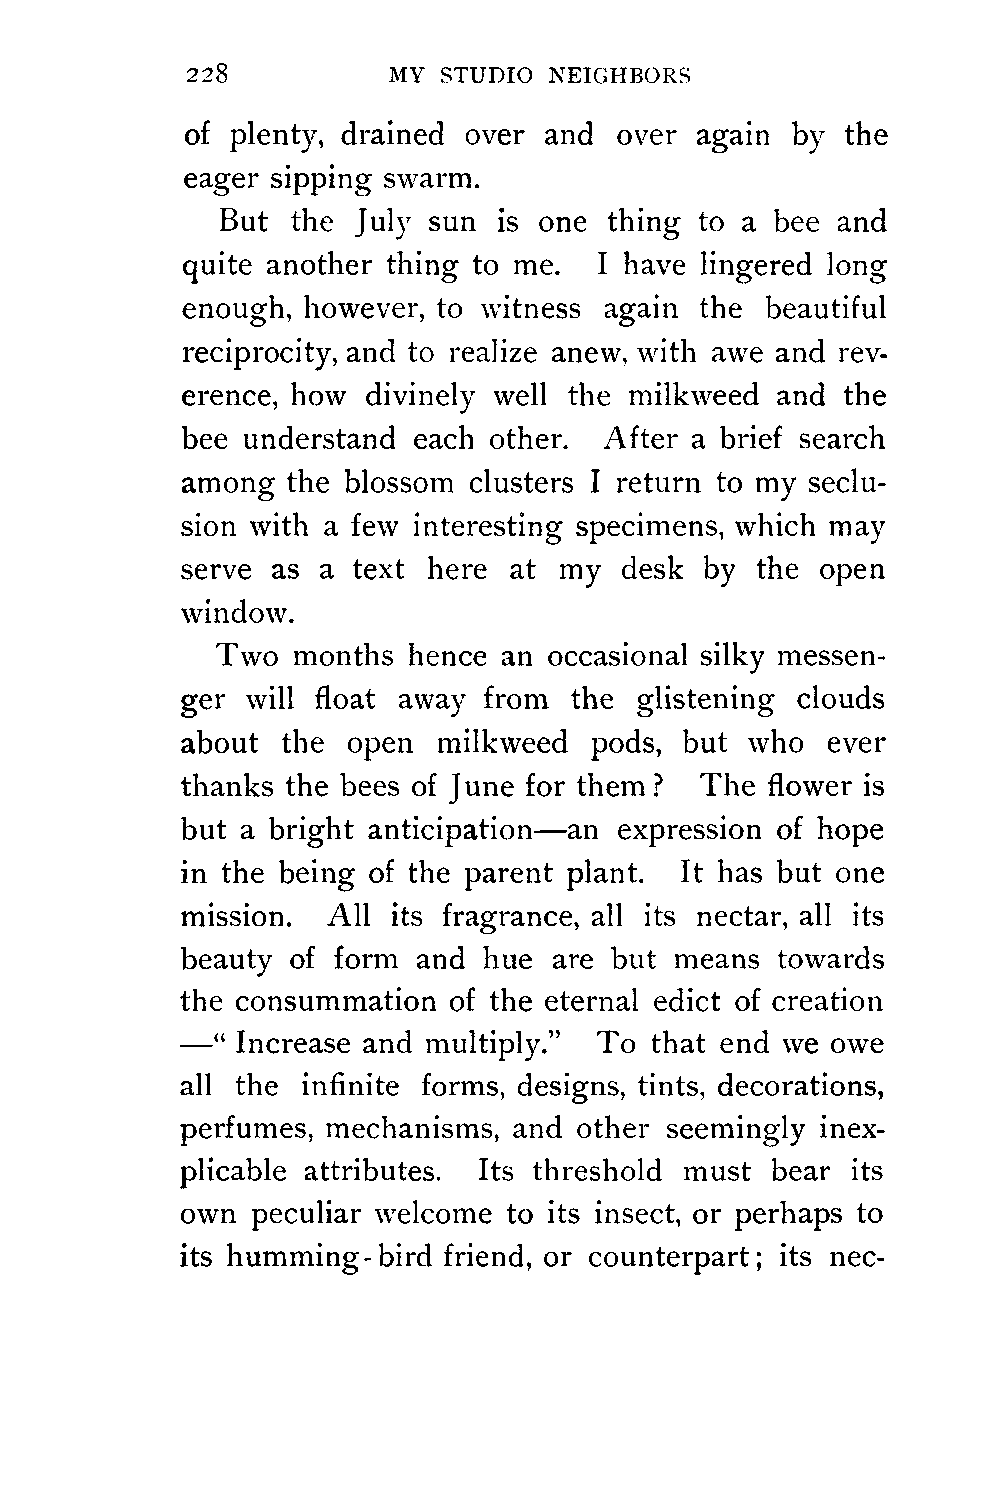 228 MY STUDIO NEIGHBORS
of plenty, drained over and over again by the
eager sipping swarm.
But the July sun is one thing to a bee and
quite another thing to me. I have lingered long
enough, however, to witness again the beautiful
reciprocity, and to realize anew, with awe and rev-
erence, how divinely well the milkweed and the
bee understand each other. After a brief search
among the blossom clusters I return to my seclu-
sion with a few interesting specimens, which may
serve as a text here at my desk by the open
window.
Two months hence an occasional silky messen-
ger will float away from the glistening clouds
about the open milkweed pods, but who ever
thanks the bees of June for them? The flower is
but a bright anticipation—an expression of hope
in the being of the parent plant. It has but one
mission. All its fragrance, all its nectar, all its
beauty of form and hue are but means towards
the consummation of the eternal edict of creation
—“Increase and multiply.” To that end we owe
all the infinite forms, designs, tints, decorations,
perfumes, mechanisms, and other seemingly inex-
plicable attributes. Its threshold must bear its
own peculiar welcome to its insect, or perhaps to
its humming-bird friend, or counterpart; its nec-